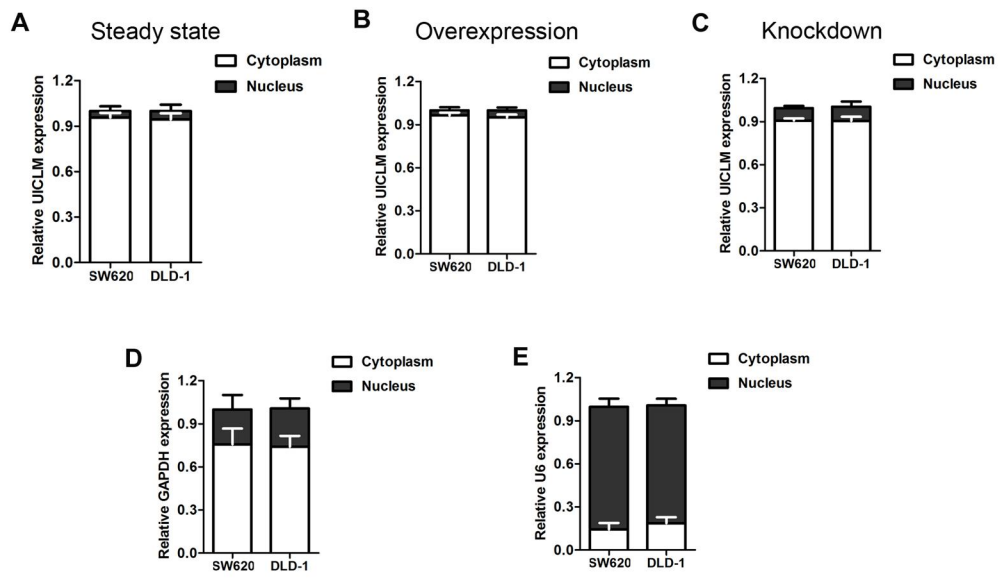 A
Steady state
Cytoplasm
Nucleus
Relative UICLM expression
1.2
0.9
0.6
0.3
0.0
SW620 DLD-1
B
Overexpression
Cytoplasm
Nucleus
Relative UICLM expression
1.2
0.9
0.6
0.3
0.0
SW620 DLD-1
C
Knockdown
Cytoplasm
Nucleus
Relative UICLM expression
1.2
0.9
0.6
0.3
0.0
SW620 DLD-1
D
Cytoplasm
Nucleus
Relative GAPDH expression
1.2
0.9
0.6
0.3
0.0
SW620 DLD-1
E
Cytoplasm
Nucleus
Relative U6 expression
1.2
0.9
0.6
0.3
0.0
SW620 DLD-1